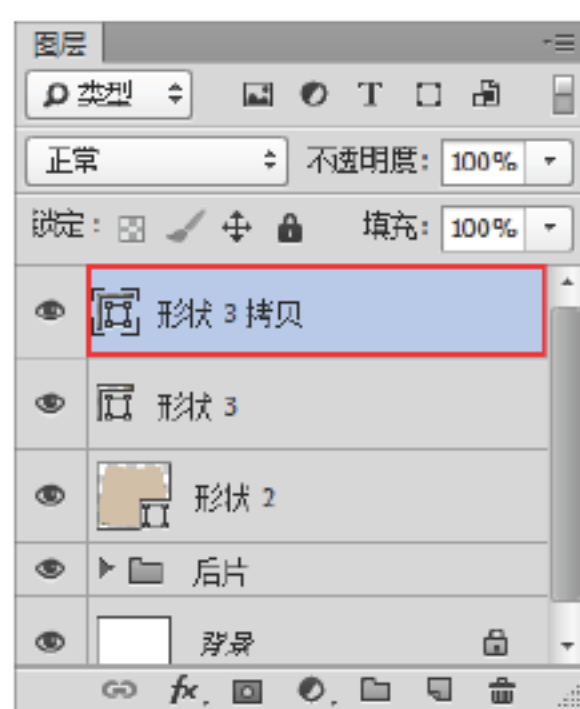 图层
类型
正常 不透明度: 100%
锁定: 填充: 100%
形状 3 拷贝
形状 3
形状 2
后片
背景
fx